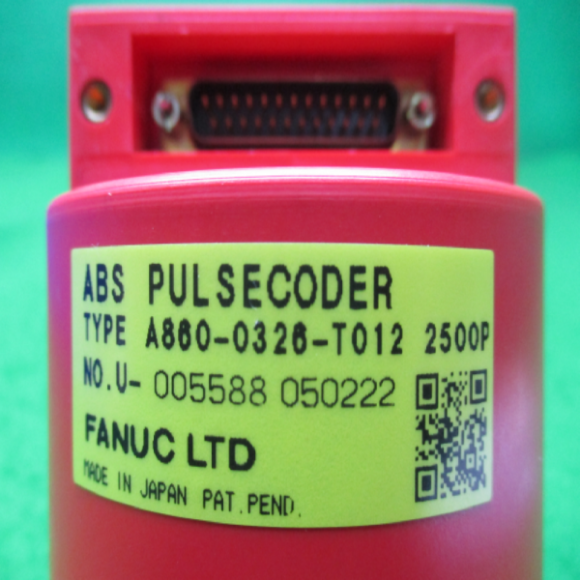 ABS PULSECODER
TYPE A860-0326-T012 2500P
NO.U- 005588 050222
FANUC LTD
MADE IN JAPAN PAT.PEND.